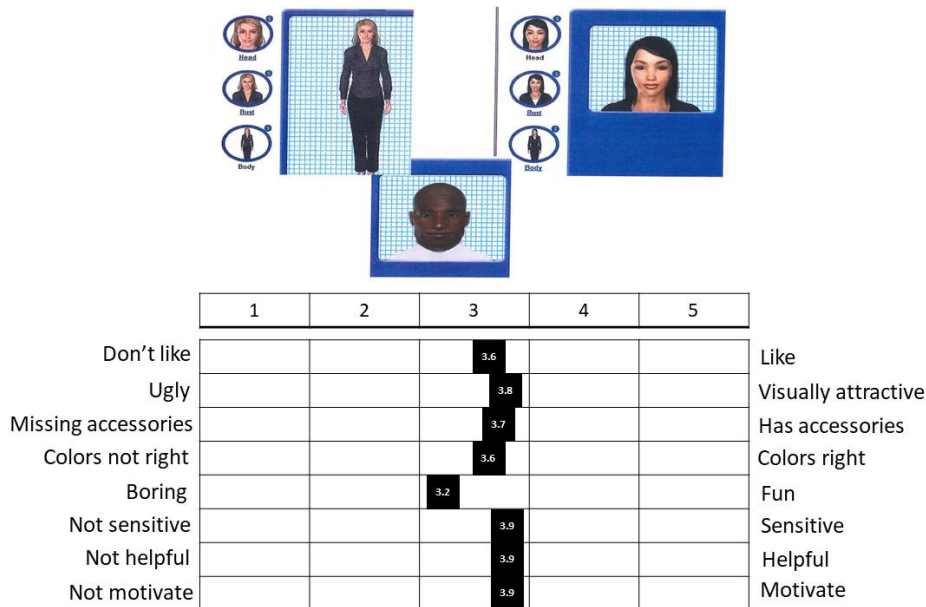 Head
Bust
Body
Head
Bust
Body
1 2 3 4 5
Don't like 3.6 Like
Ugly 3.8 Visually attractive
Missing accessories 3.7 Has accessories
Colors not right 3.6 Colors right
Boring 3.2 Fun
Not sensitive 3.9 Sensitive
Not helpful 3.9 Helpful
Not motivate 3.9 Motivate